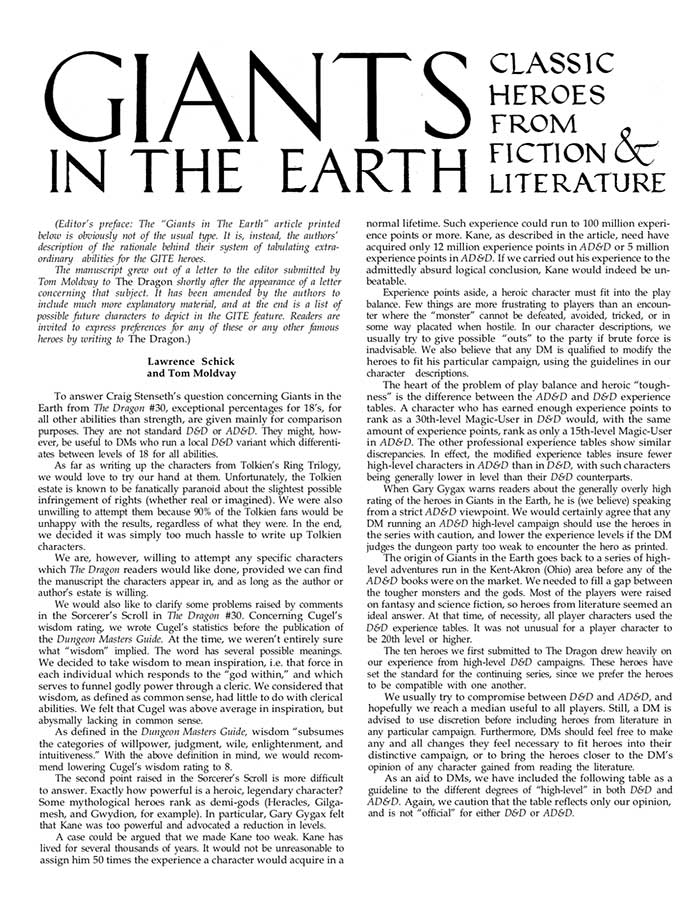 GIANTS
IN THE EARTH
CLASSIC
HEROES
FROM
FICTION &
LITERATURE
(Editor's preface: The "Giants in The Earth" article printed
below is obviously not of the usual type. It is, instead, the authors'
description of the rationale behind their system of tabulating extra-
ordinary abilities for the GITE heroes.
The manuscript grew out of a letter to the editor submitted by
Tom Moldvay to The Dragon shortly after the appearance of a letter
concerning that subject. It has been amended by the authors to
include much more explanatory material, and at the end is a list of
possible future characters to depict in the GITE feature. Readers are
invited to express preferences for any of these or any other famous
heroes by writing to The Dragon.)
Lawrence Schick
and Tom Moldvay
To answer Craig Stenseth's question concerning Giants in the
Earth from The Dragon #30, exceptional percentages for 18's, for
all other abilities than strength, are given mainly for comparison
purposes. They are not standard D&D or AD&D. They might, how-
ever, be useful to DMs who run a local D&D variant which differenti-
ates between levels of 18 for all abilities.
As far as writing up the characters from Tolkien's Ring Trilogy,
we would love to try our hand at them. Unfortunately, the Tolkien
estate is known to be fanatically paranoid about the slightest possible
infringement of rights (whether real or imagined). We were also
unwilling to attempt them because 90% of the Tolkien fans would be
unhappy with the results, regardless of what they were. In the end,
we decided it was simply too much hassle to write up Tolkien
characters.
We are, however, willing to attempt any specific characters
which The Dragon readers would like done, provided we can find
the manuscript the characters appear in, and as long as the author or
author's estate is willing.
We would also like to clarify some problems raised by comments
in the Sorcerer's Scroll in The Dragon #30. Concerning Cugel's
wisdom rating, we wrote Cugel's statistics before the publication of
the Dungeon Masters Guide. At the time, we weren't entirely sure
what "wisdom" implied. The word has several possible meanings.
We decided to take wisdom to mean inspiration, i.e. that force in
each individual which responds to the "god within," and which
serves to funnel godly power through a cleric. We considered that
wisdom, as defined as common sense, had little to do with clerical
abilities. We felt that Cugel was above average in inspiration, but
abysmally lacking in common sense.
As defined in the Dungeon Masters Guide, wisdom "subsumes
the categories of willpower, judgment, wile, enlightenment, and
intuitiveness." With the above definition in mind, we would recom-
mend lowering Cugel's wisdom rating to 8.
The second point raised in the Sorcerer's Scroll is more difficult
to answer. Exactly how powerful is a heroic, legendary character?
Some mythological heroes rank as demi-gods (Heracles, Gilga-
mesh, and Gwydion, for example). In particular, Gary Gygax felt
that Kane was too powerful and advocated a reduction in levels.
A case could be argued that we made Kane too weak. Kane has
lived for several thousands of years. It would not be unreasonable to
assign him 50 times the experience a character would acquire in a
normal lifetime. Such experience could run to 100 million experi-
ence points or more. Kane, as described in the article, need have
acquired only 12 million experience points in AD&D or 5 million
experience points in AD&D. If we carried out his experience to the
admittedly absurd logical conclusion, Kane would indeed be un-
beatable.
Experience points aside, a heroic character must fit into the play
balance. Few things are more frustrating to players than an encoun-
ter where the "monster" cannot be defeated, avoided, tricked, or in
some way placated when hostile. In our character descriptions, we
usually try to give possible "outs" to the party if brute force is
inadvisable. We also believe that any DM is qualified to modify the
heroes to fit his particular campaign, using the guidelines in our
character descriptions.
The heart of the problem of play balance and heroic "tough-
ness" is the difference between the AD&D and D&D experience
tables. A character who has earned enough experience points to
rank as a 30th-level Magic-User in D&D would, with the same
amount of experience points, rank as only a 15th-level Magic-User
in AD&D. The other professional experience tables show similar
discrepancies. In effect, the modified experience tables insure fewer
high-level characters in AD&D than in D&D, with such characters
being generally lower in level than their D&D counterparts.
When Gary Gygax warns readers about the generally overly high
rating of the heroes in Giants in the Earth, he is (we believe) speaking
from a strict AD&D viewpoint. We would certainly agree that any
DM running an AD&D high-level campaign should use the heroes in
the series with caution, and lower the experience levels if the DM
judges the dungeon party too weak to encounter the hero as printed.
The origin of Giants in the Earth goes back to a series of high-
level adventures run in the Kent-Akron (Ohio) area before any of the
AD&D books were on the market. We needed to fill a gap between
the tougher monsters and the gods. Most of the players were raised
on fantasy and science fiction, so heroes from literature seemed an
ideal answer. At that time, of necessity, all player characters used the
D&D experience tables. It was not unusual for a player character to
be 20th level or higher.
The ten heroes we first submitted to The Dragon drew heavily on
our experience from high-level D&D campaigns. These heroes have
set the standard for the continuing series, since we prefer the heroes
to be compatible with one another.
We usually try to compromise between D&D and AD&D, and
hopefully we reach a median useful to all players. Still, a DM is
advised to use discretion before including heroes from literature in
any particular campaign. Furthermore, DMs should feel free to make
any and all changes they feel necessary to fit heroes into their
distinctive campaign, or to bring the heroes closer to the DM's
opinion of any character gained from reading the literature.
As an aid to DMs, we have included the following table as a
guideline to the different degrees of "high-level" in both D&D and
AD&D. Again, we caution that the table reflects only our opinion,
and is not "official" for either D&D or AD&D.